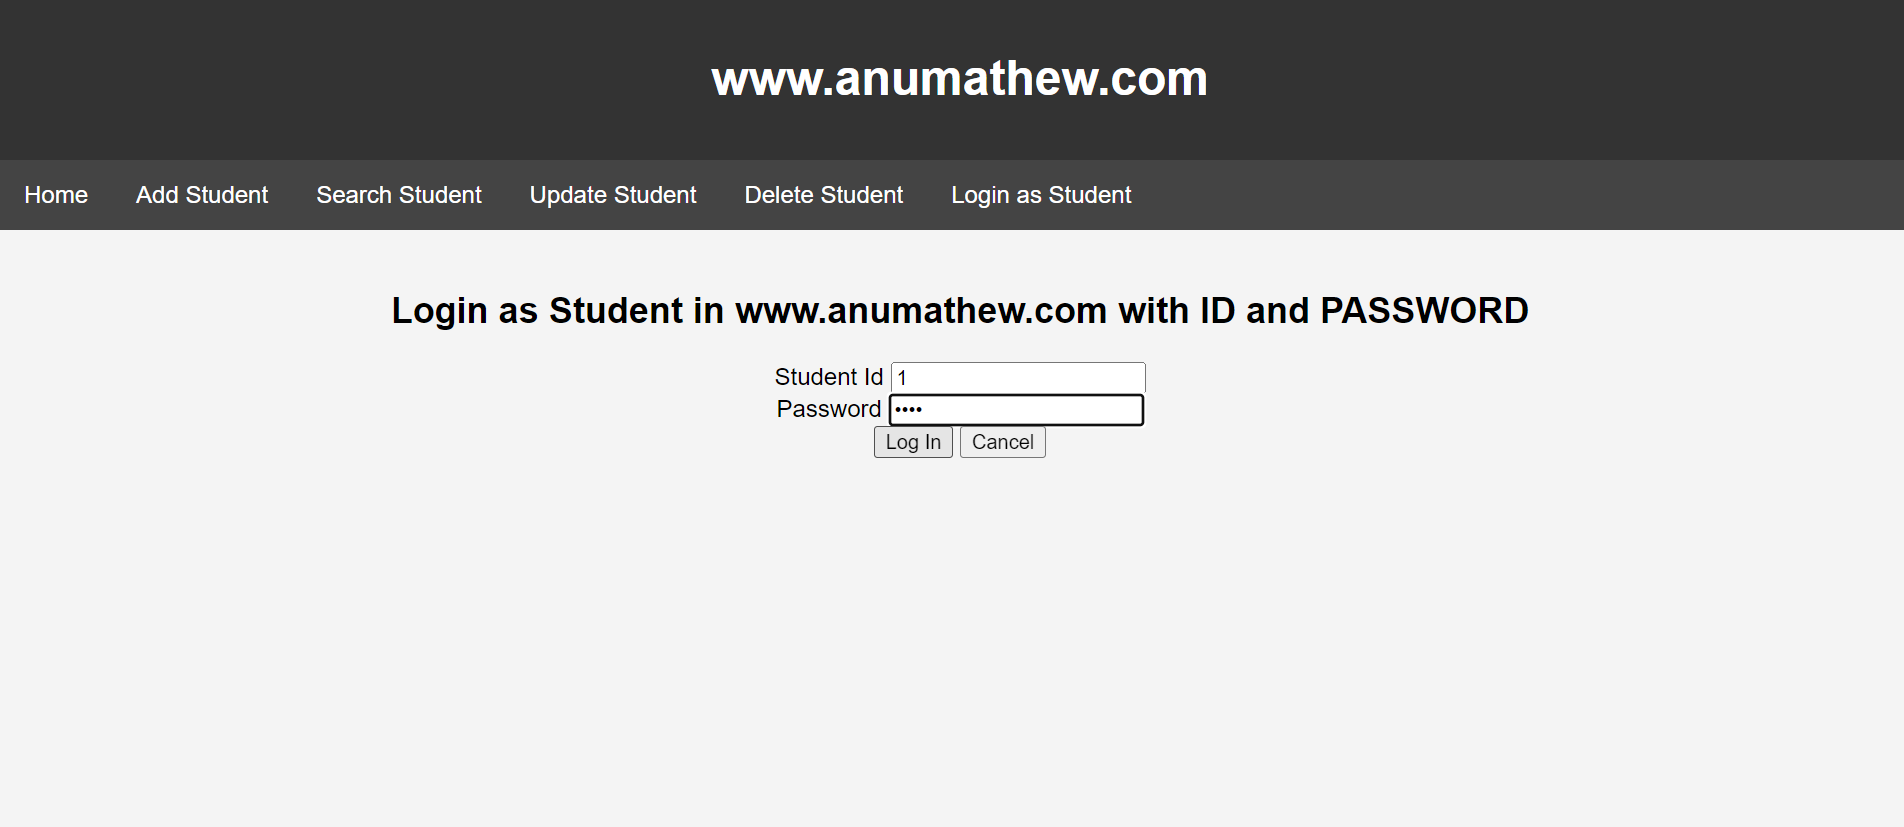 www.anumathew.com
Home Add Student Search Student Update Student Delete Student Login as Student
Login as Student in www.anumathew.com with ID and PASSWORD
Student Id 1
Password ••••
Log In Cancel